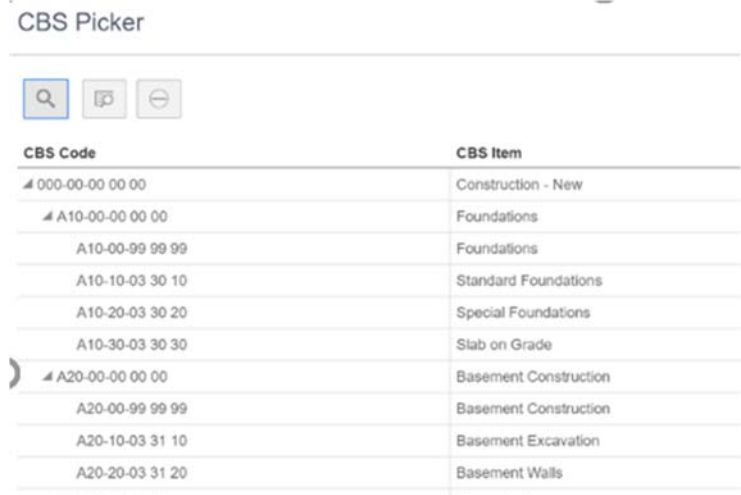 CBS Picker
CBS Code CBS Item
000-00-00 00 00 Construction - New
A10-00-00 00 00 Foundations
A10-00-99 99 99 Foundations
A10-10-03 30 10 Standard Foundations
A10-20-03 30 20 Special Foundations
A10-30-03 30 30 Slab on Grade
A20-00-00 00 00 Basement Construction
A20-00-99 99 99 Basement Construction
A20-10-03 31 10 Basement Excavation
A20-20-03 31 20 Basement Walls